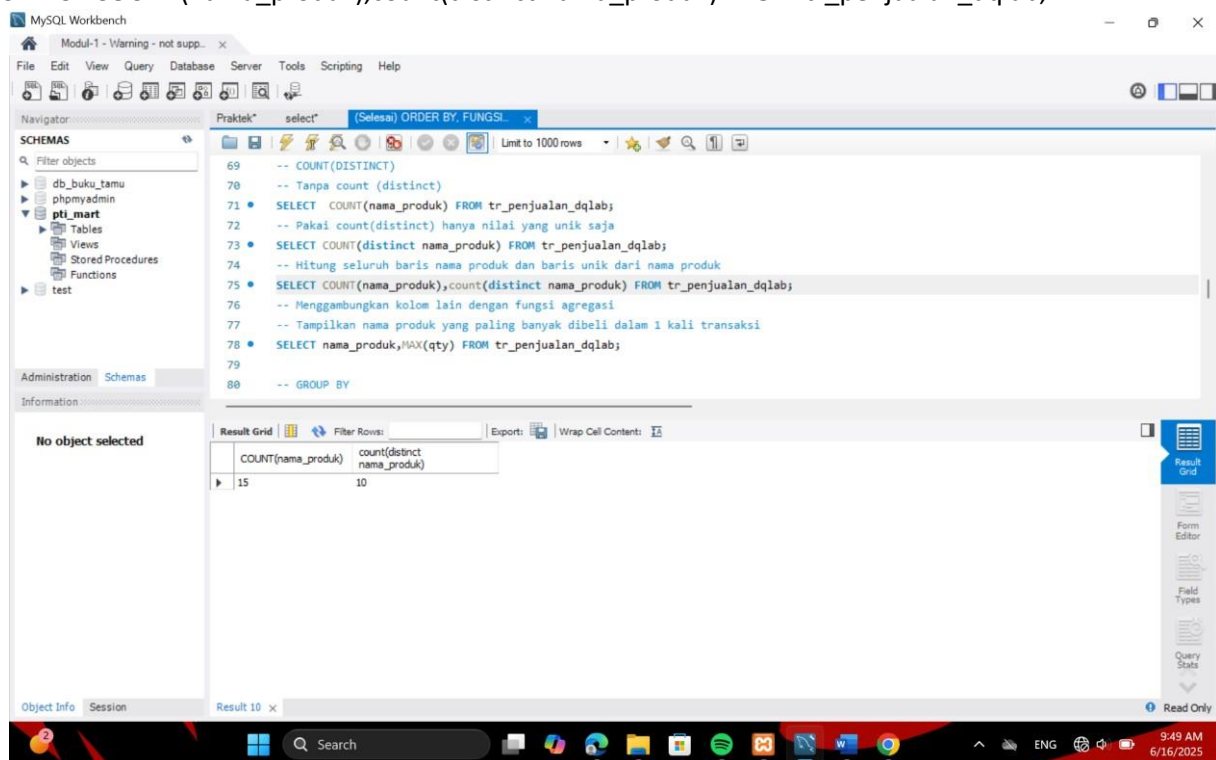 MySQL Workbench
Modul-1 - Warning - not supp..
File Edit View Query Database Server Tools Scripting Help
Navigator
SCHEMAS
Filter objects
db_buku_tamu
phpmyadmin
pti_mart
Tables
Views
Stored Procedures
Functions
test
Administration Schemas
Information
No object selected
Object Info Session
Praktek* select* (Selesai) ORDER BY, FUNGSI...
Limit to 1000 rows
69 -- COUNT(DISTINCT)
70 -- Tanpa count (distinct)
71 SELECT COUNT(nama_produk) FROM tr_penjualan_dqlab;
72 -- Pakai count(distinct) hanya nilai yang unik saja
73 SELECT COUNT(distinct nama_produk) FROM tr_penjualan_dqlab;
74 -- Hitung seluruh baris nama produk dan baris unik dari nama produk
75 SELECT COUNT(nama_produk),count(distinct nama_produk) FROM tr_penjualan_dqlab;
76 -- Menggambungkan kolom lain dengan fungsi agregasi
77 -- Tampilkan nama produk yang paling banyak dibeli dalam 1 kali transaksi
78 SELECT nama_produk,MAX(qty) FROM tr_penjualan_dqlab;
79
80 -- GROUP BY
Result Grid Filter Rows: Export: Wrap Cell Content:
COUNT(nama_produk) count(distinct
nama_produk)
15 10
Result
Grid
Form
Editor
Field
Types
Query
Stats
Result 10
Read Only
2
Search
ENG
9:49 AM
6/16/2025